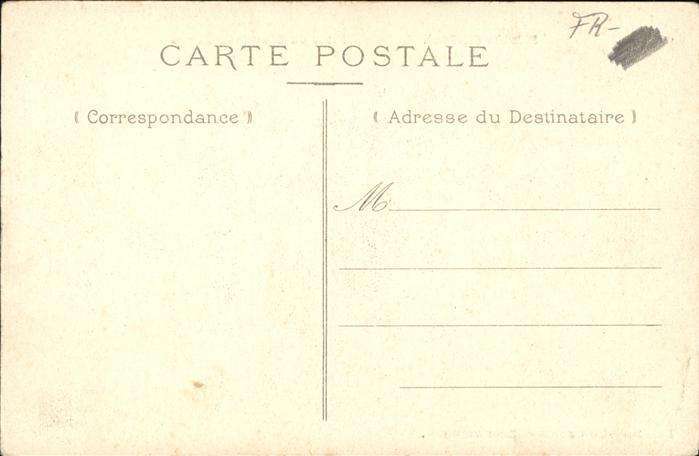 FR-
CARTE POSTALE
( Correspondance )
( Adresse du Destinataire )
M